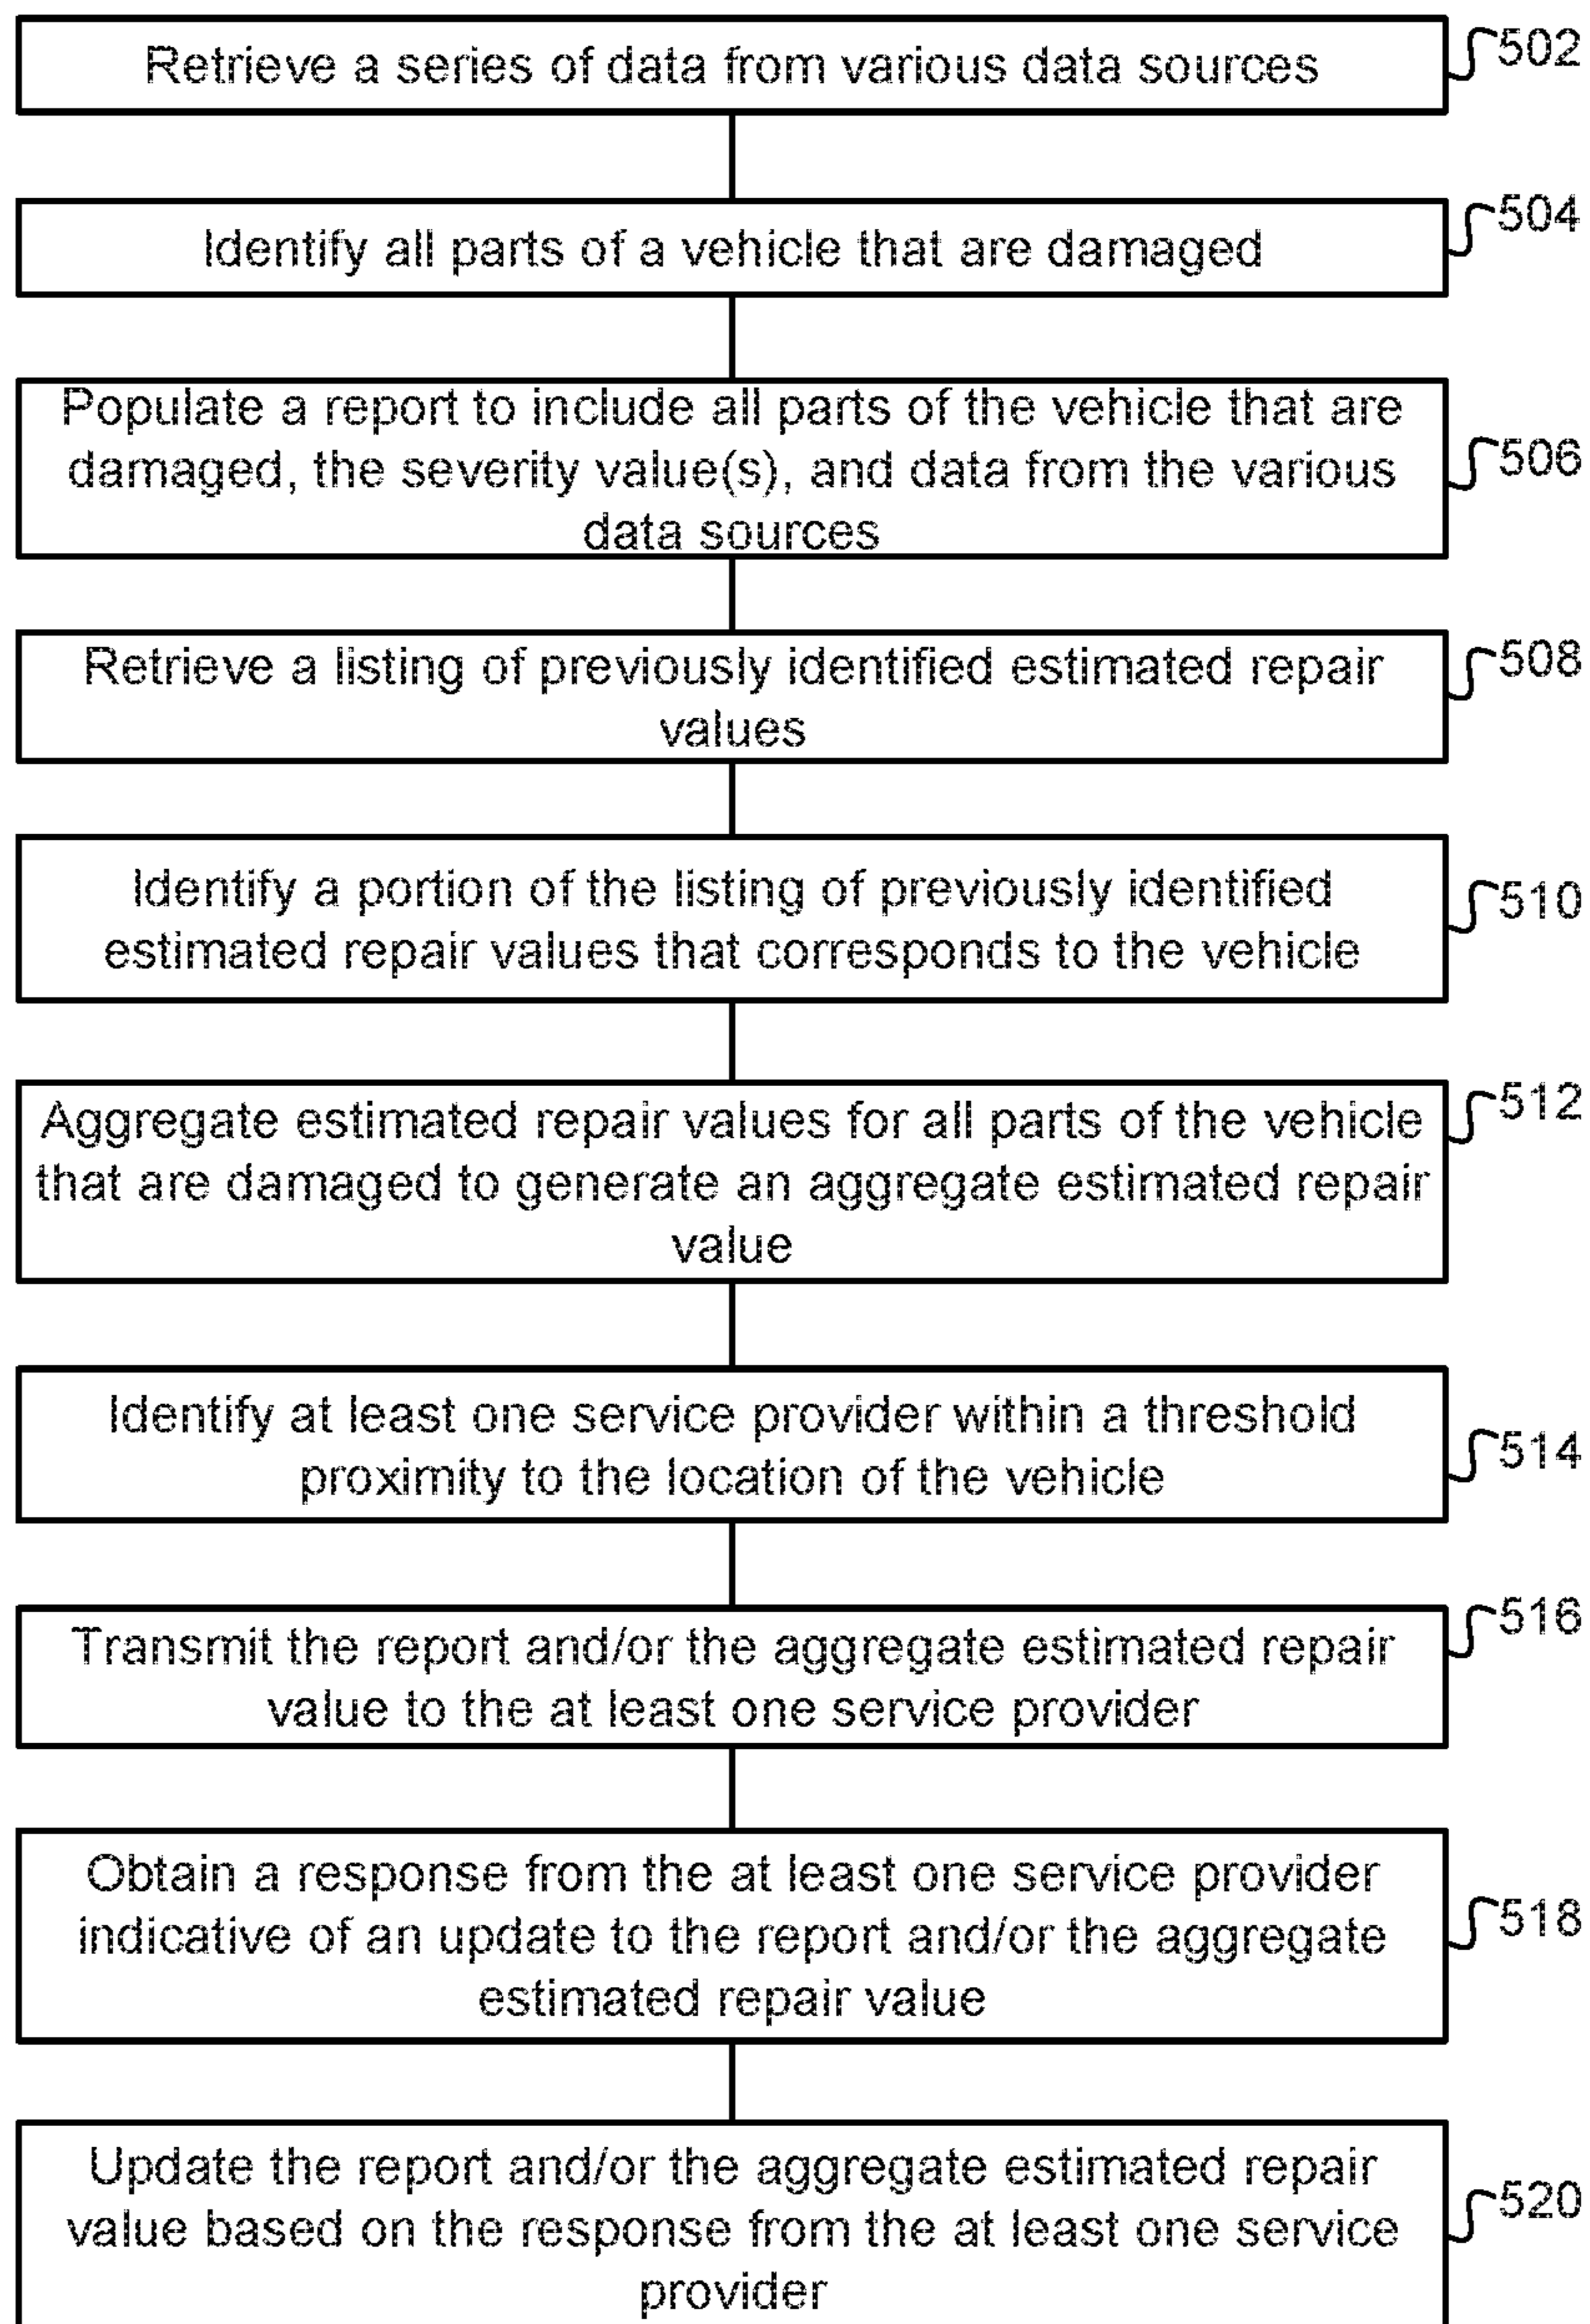 Retrieve a series of data from various data sources
502
Identify all parts of a vehicle that are damaged
504
Populate a report to include all parts of the vehicle that are
damaged, the severity value(s), and data from the various
data sources
506
Retrieve a listing of previously identified estimated repair
values
508
Identify a portion of the listing of previously identified
estimated repair values that corresponds to the vehicle
510
Aggregate estimated repair values for all parts of the vehicle
that are damaged to generate an aggregate estimated repair
value
512
Identify at least one service provider within a threshold
proximity to the location of the vehicle
514
Transmit the report and/or the aggregate estimated repair
value to the at least one service provider
516
Obtain a response from the at least one service provider
indicative of an update to the report and/or the aggregate
estimated repair value
518
Update the report and/or the aggregate estimated repair
value based on the response from the at least one service
provider
520